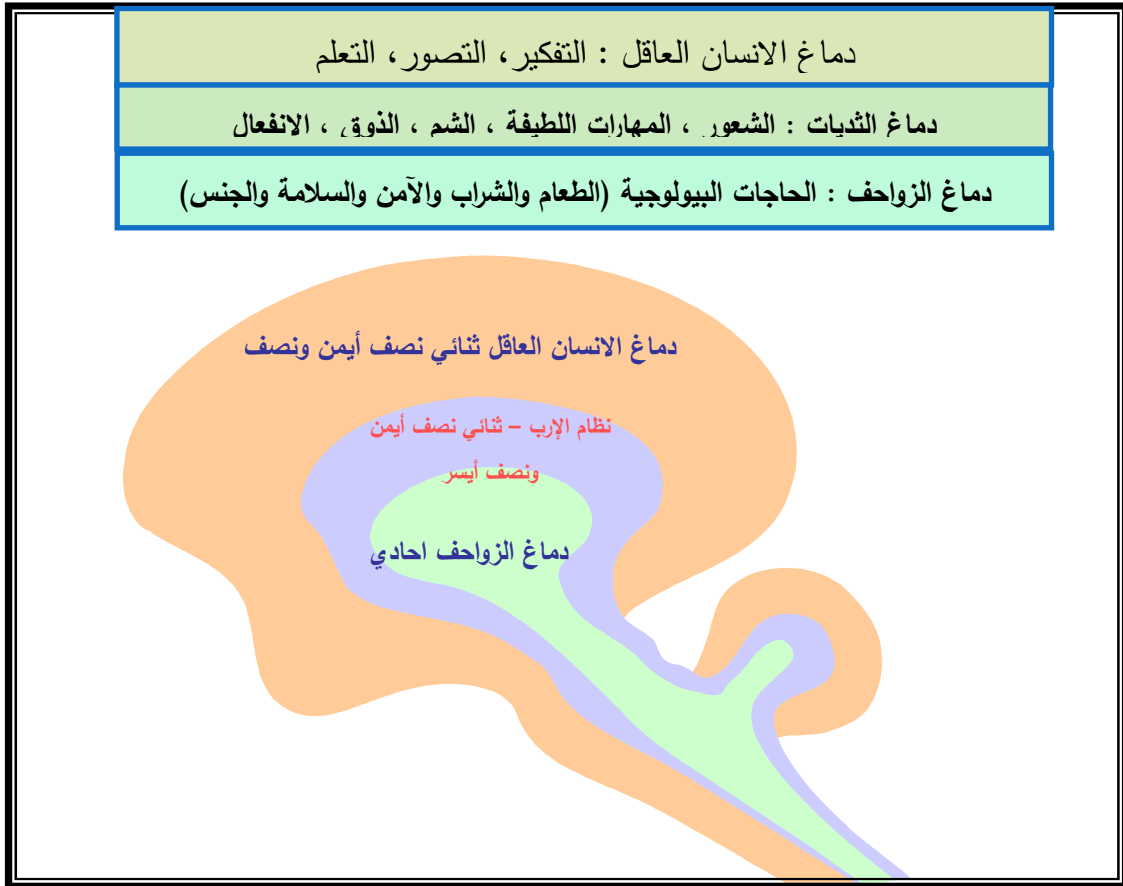 دماغ الانسان العاقل : التفكير، التصور، التعلم
دماغ الثديات : الشعور ، المهارات اللطيفة ، الشم ، الذوق ، الانفعال
دماغ الزواحف : الحاجات البيولوجية (الطعام والشراب والآمن والسلامة والجنس)
دماغ الانسان العاقل ثنائي نصف أيمن ونصف
نظام الإرب – ثنائي نصف أيمن
ونصف أيسر
دماغ الزواحف احادي